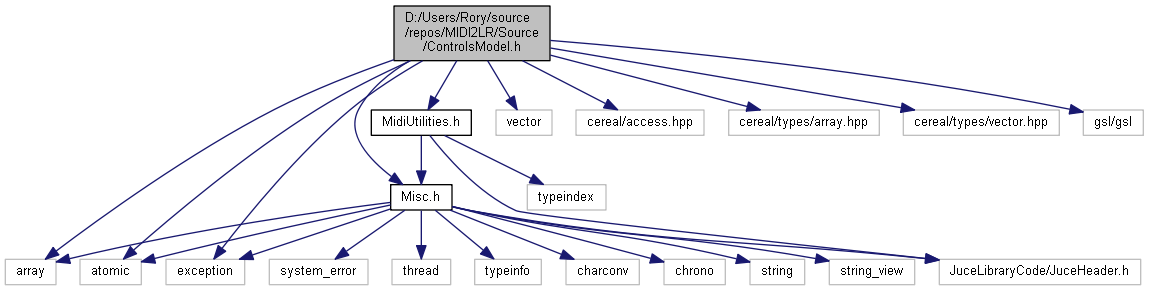 D:/Users/Rory/source
/repos/MIDI2LR/Source
/ControlsModel.h
MidiUtilities.h
vector
cereal/access.hpp
cereal/types/array.hpp
cereal/types/vector.hpp
gsl/gsl
Misc.h
typeindex
array
atomic
exception
system_error
thread
typeinfo
charconv
chrono
string
string_view
JuceLibraryCode/JuceHeader.h